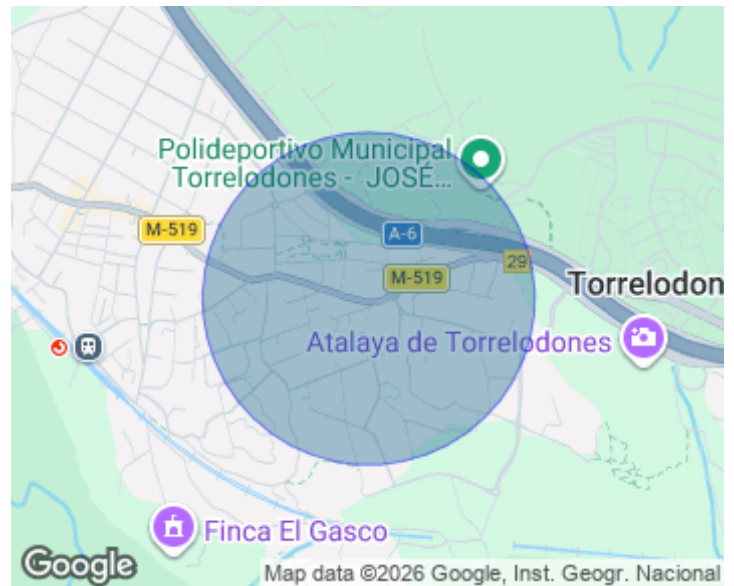 Polideportivo Municipal
Torrelodones - JOSÉ...
M-519
A-6
29
M-519
Torrelodon
Atalaya de Torrelodones
Finca El Gasco
Google
Map data ©2026 Google, Inst. Geogr. Nacional